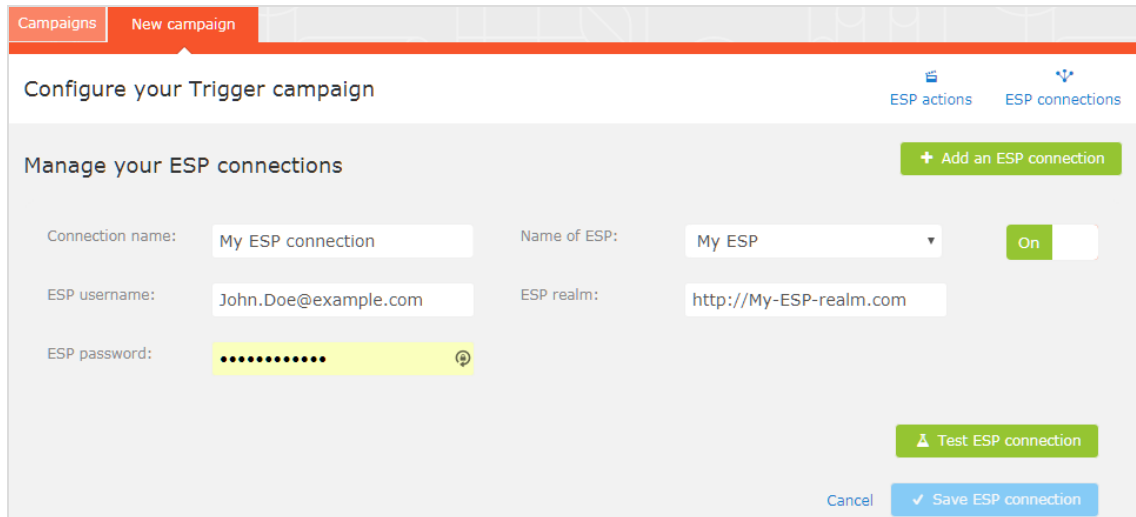 Campaigns
New campaign
Configure your Trigger campaign
ESP actions
ESP connections
Manage your ESP connections
Add an ESP connection
Connection name:
My ESP connection
Name of ESP:
My ESP
On
ESP username:
John.Doe@example.com
ESP realm:
http://My-ESP-realm.com
ESP password:
••••••••••••
Test ESP connection
Cancel
Save ESP connection